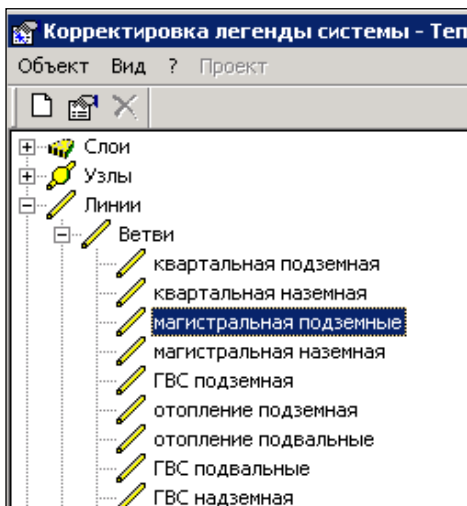 Корректировка легенды системы - Теп
Объект Вид ? Проект
Слои
Узлы
Линии
Ветви
квартальная подземная
квартальная наземная
магистральная подземные
магистральная наземная
ГВС подземная
отопление подземная
отопление подвальные
ГВС подвальные
ГВС надземная